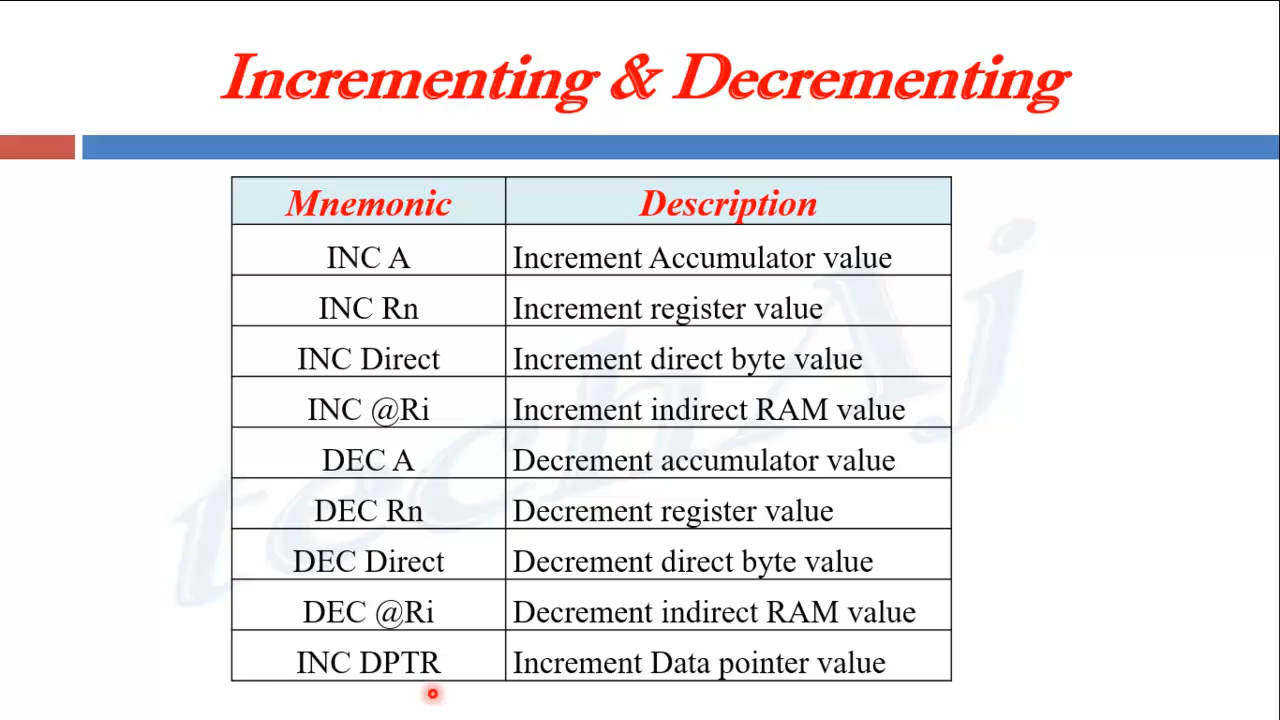 Incrementing & Decrementing
Mnemonic Description
INC A Increment Accumulator value
INC Rn Increment register value
INC Direct Increment direct byte value
INC @Ri Increment indirect RAM value
DEC A Decrement accumulator value
DEC Rn Decrement register value
DEC Direct Decrement direct byte value
DEC @Ri Decrement indirect RAM value
INC DPTR Increment Data pointer value
tech Aj